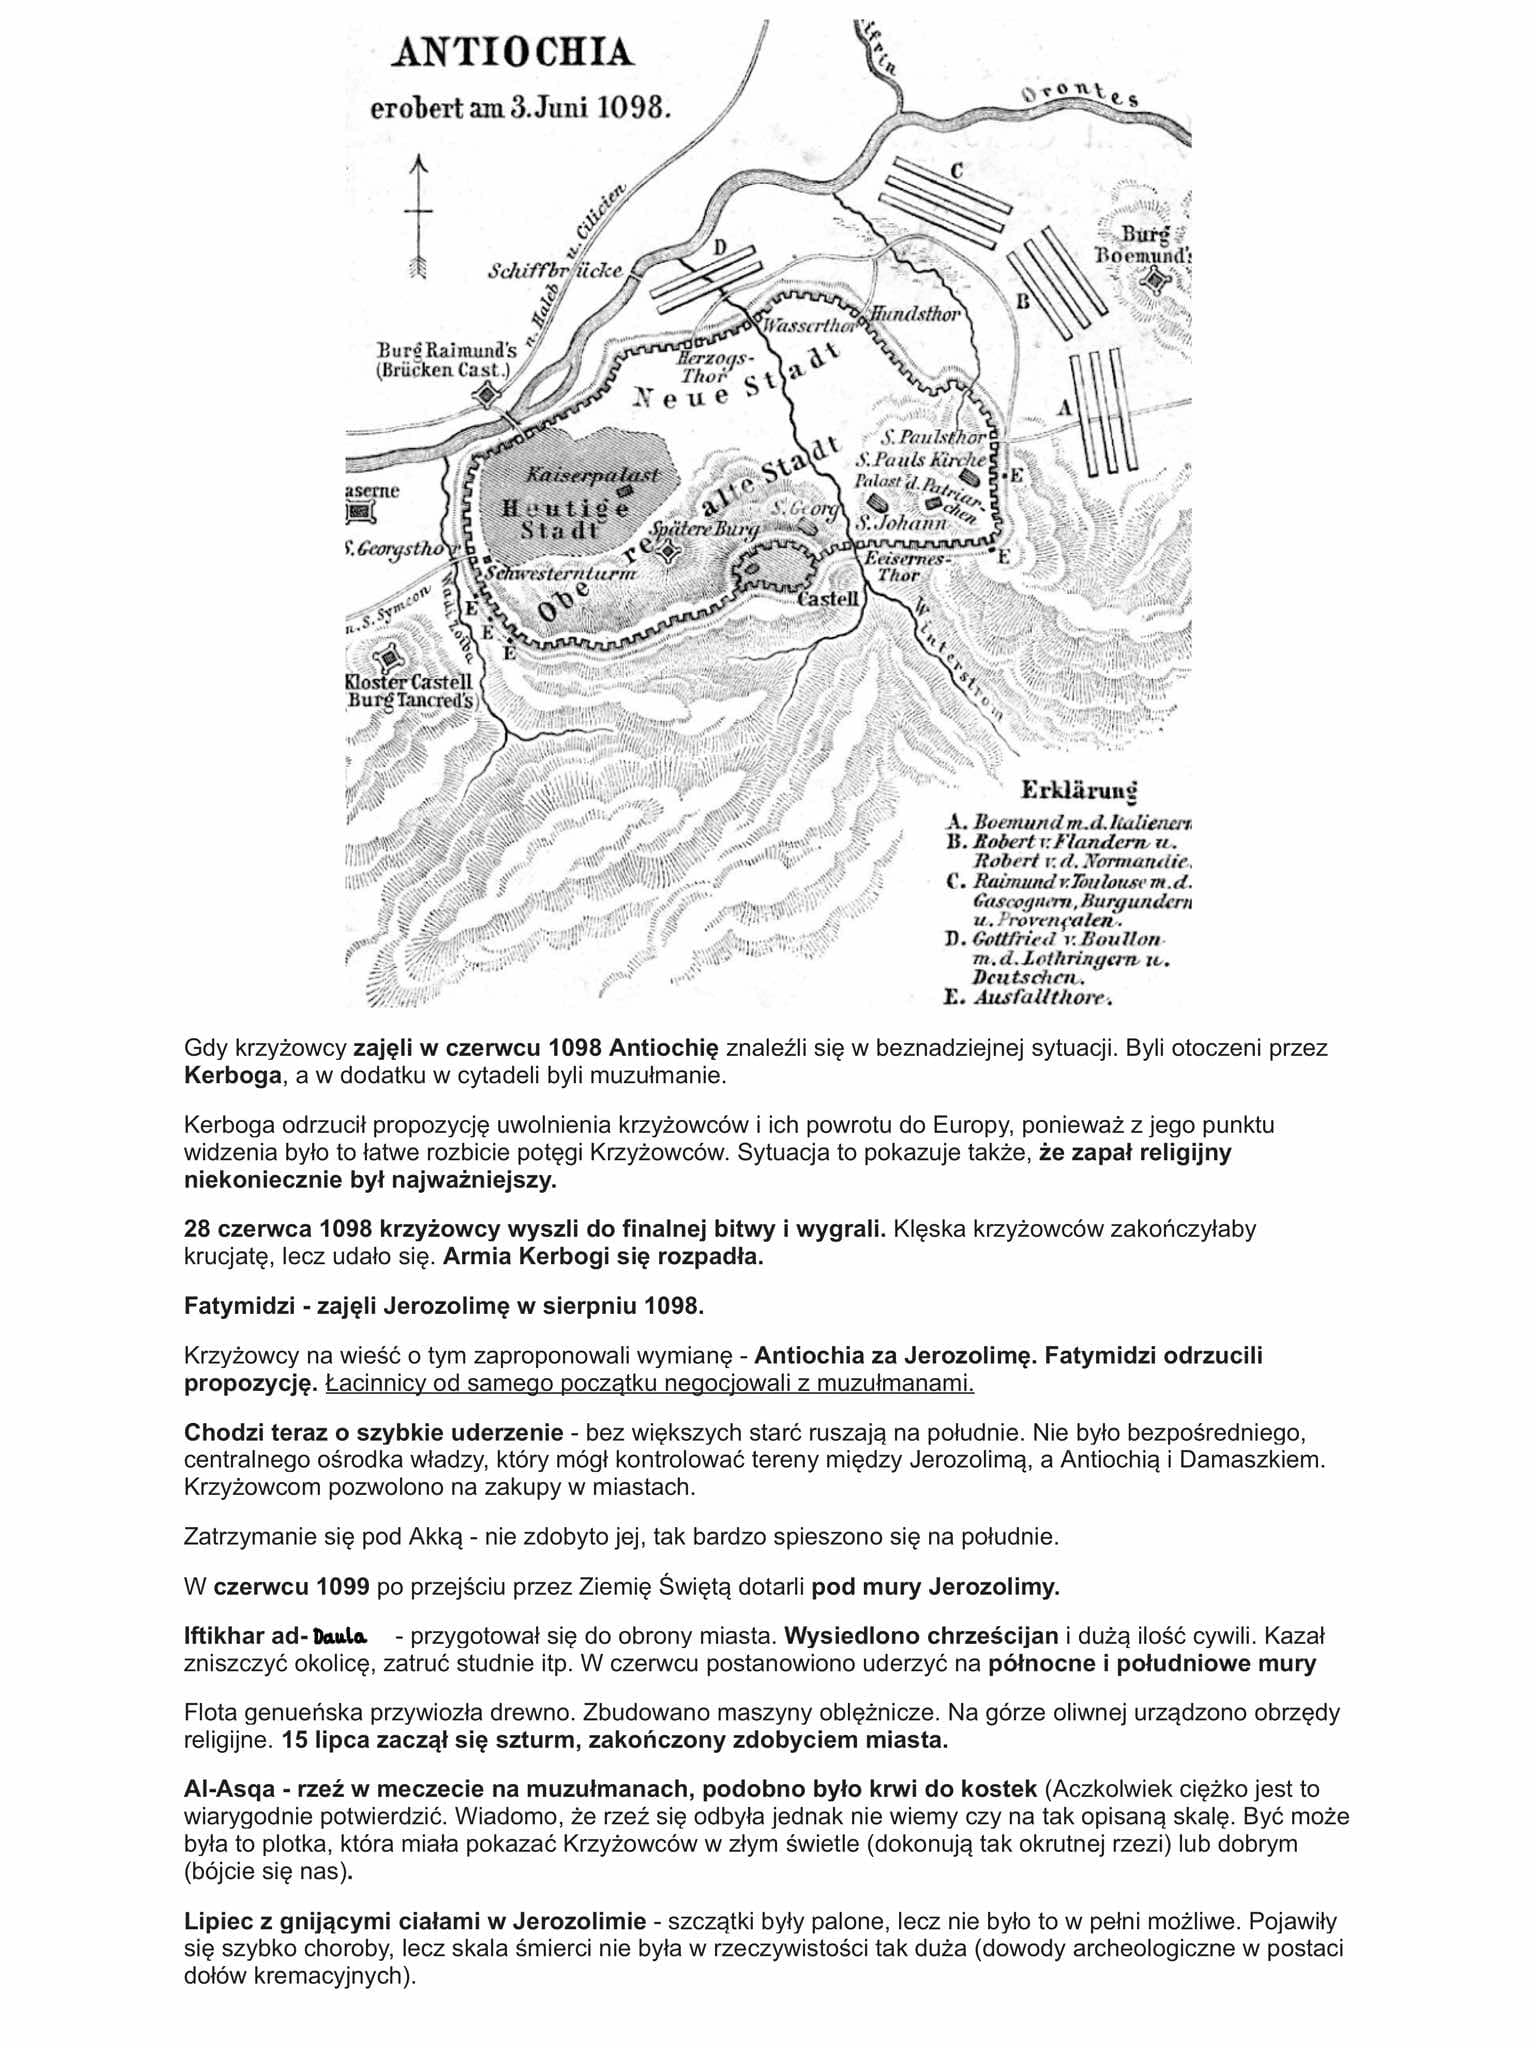 ANTIOCHIA
erobert am 3. Juni 1098.
ifrin
Orontes
C
Burg
Boemund's
D
B
n. Haleb u. Cilicien
Schiffbrücke
Hundsthor
Wasserthor
Burg Raimund's
(Brücken Cast.)
Herzogs-
Thor
Neue Stadt
A
S. Paulsthor
S. Pauls Kirche
Palast d. Patriar-
chen
E
Kaiserpalast
Heutige
Stadt
Obere alte Stadt
aserne
S. Georg
S. Johann
Spätere Burg
S. Georgsthor
Eeisernes-
Thor
E
Schwesternturm
Castell
n. S. Symeon
Wadi Zoiba
E
E
E
Winterstrom
Kloster Castell
(Burg Tancred's)
Erklärung
A. Boemund m. d. Italienern
B. Robert v. Flandern u.
Robert v. d. Normandie.
C. Raimund v. Toulouse m. d.
Gascognern, Burgundern
u. Provençalen.
D. Gottfried v. Boullon
m. d. Lothringern u.
Deutschen.
E. Ausfallthore.
Gdy krzyżowcy zajęli w czerwcu 1098 Antiochię znaleźli się w beznadziejnej sytuacji. Byli otoczeni przez
Kerboga, a w dodatku w cytadeli byli muzułmanie.
Kerboga odrzucił propozycję uwolnienia krzyżowców i ich powrotu do Europy, ponieważ z jego punktu
widzenia było to łatwe rozbicie potęgi Krzyżowców. Sytuacja to pokazuje także, że zapał religijny
niekoniecznie był najważniejszy.
28 czerwca 1098 krzyżowcy wyszli do finalnej bitwy i wygrali. Klęska krzyżowców zakończyłaby
krucjatę, lecz udało się. Armia Kerbogi się rozpadła.
Fatymidzi - zajęli Jerozolimę w sierpniu 1098.
Krzyżowcy na wieść o tym zaproponowali wymianę - Antiochia za Jerozolimę. Fatymidzi odrzucili
propozycję. Łacinnicy od samego początku negocjowali z muzułmanami.
Chodzi teraz o szybkie uderzenie - bez większych starć ruszają na południe. Nie było bezpośredniego,
centralnego ośrodka władzy, który mógł kontrolować tereny między Jerozolimą, a Antiochią i Damaszkiem.
Krzyżowcom pozwolono na zakupy w miastach.
Zatrzymanie się pod Akką - nie zdobyto jej, tak bardzo spieszono się na południe.
W czerwcu 1099 po przejściu przez Ziemię Świętą dotarli pod mury Jerozolimy.
Iftikhar ad- Daula - przygotował się do obrony miasta. Wysiedlono chrześcijan i dużą ilość cywili. Kazał
zniszczyć okolicę, zatruć studnie itp. W czerwcu postanowiono uderzyć na północne i południowe mury
Flota genueńska przywiozła drewno. Zbudowano maszyny oblężnicze. Na górze oliwnej urządzono obrzędy
religijne. 15 lipca zaczął się szturm, zakończony zdobyciem miasta.
Al-Asqa - rzeź w meczecie na muzułmanach, podobno było krwi do kostek (Aczkolwiek ciężko jest to
wiarygodnie potwierdzić. Wiadomo, że rzeź się odbyła jednak nie wiemy czy na tak opisaną skalę. Być może
była to plotka, która miała pokazać Krzyżowców w złym świetle (dokonują tak okrutnej rzezi) lub dobrym
(bójcie się nas).
Lipiec z gnijącymi ciałami w Jerozolimie - szczątki były palone, lecz nie było to w pełni możliwe. Pojawiły
się szybko choroby, lecz skala śmierci nie była w rzeczywistości tak duża (dowody archeologiczne w postaci
dołów kremacyjnych).